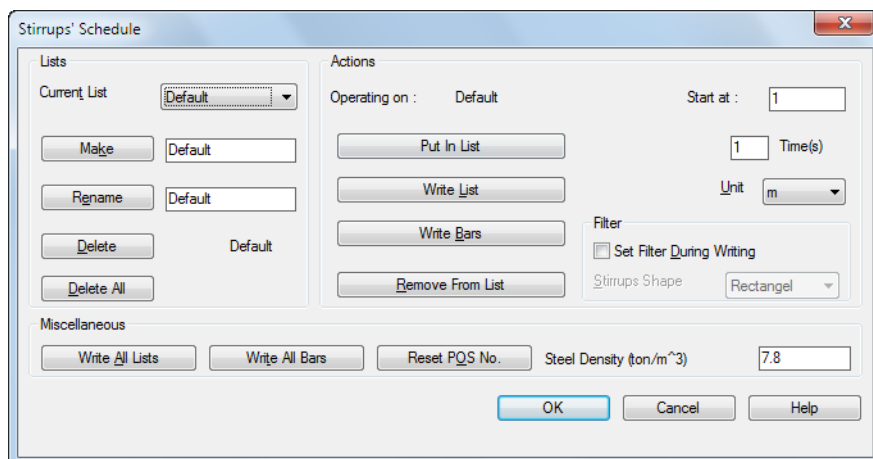 Stirrups' Schedule
Lists
Current List Default
Make Default
Rename Default
Delete Default
Delete All
Actions
Operating on : Default Start at : 1
Put In List 1 Time(s)
Write List Unit m
Write Bars
Remove From List
Filter
Set Filter During Writing
Stirrups Shape Rectangel
Miscellaneous
Write All Lists Write All Bars Reset POS No. Steel Density (ton/m^3) 7.8
OK Cancel Help